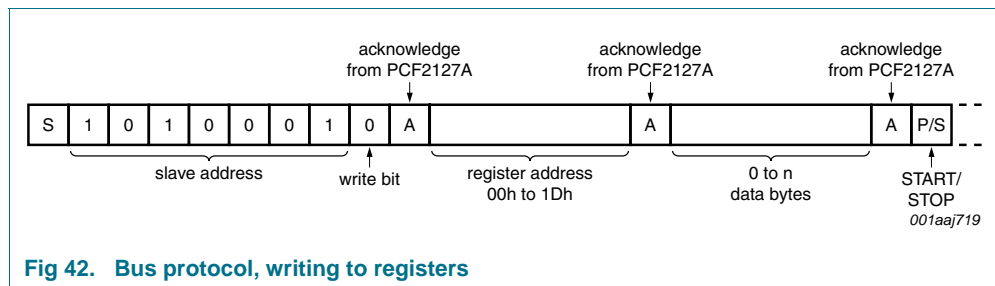 acknowledge
from PCF2127A
acknowledge
from PCF2127A
acknowledge
from PCF2127A
S 1 0 1 0 0 0 1 0 A A A P/S
slave address
write bit
register address
00h to 1Dh
0 to n
data bytes
START/
STOP
001aaj719
Fig 42. Bus protocol, writing to registers